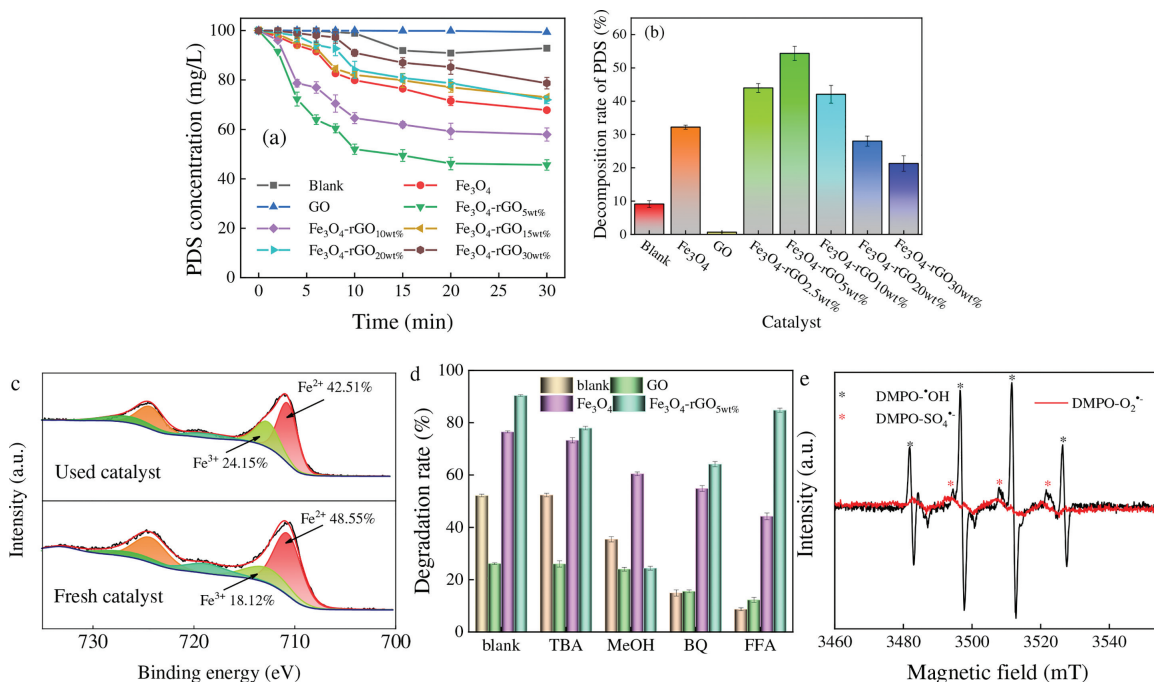 (a)
PDS concentration (mg/L)
100
80
60
40
20
0
Blank
Fe₃O₄
GO
Fe₃O₄-rGO₅wt%
Fe₃O₄-rGO₁₀wt%
Fe₃O₄-rGO₁₅wt%
Fe₃O₄-rGO₂₀wt%
Fe₃O₄-rGO₃₀wt%
0 5 10 15 20 25 30
Time (min)
(b)
Decomposition rate of PDS (%)
60
50
40
30
20
10
0
Blank
Fe₃O₄
GO
Fe₃O₄-rGO2.5wt%
Fe₃O₄-rGO5wt%
Fe₃O₄-rGO10wt%
Fe₃O₄-rGO20wt%
Fe₃O₄-rGO30wt%
Catalyst
c
Intensity (a.u.)
Fe²⁺ 42.51%
Fe³⁺ 24.15%
Used catalyst
Fe²⁺ 48.55%
Fe³⁺ 18.12%
Fresh catalyst
730 720 710 700
Binding energy (eV)
d
Degradation rate (%)
100
80
60
40
20
0
blank
GO
Fe₃O₄
Fe₃O₄-rGO₅wt%
blank TBA MeOH BQ FFA
e
Intensity (a.u.)
* DMPO-•OH
* DMPO-SO₄•-
DMPO-O₂•-
* * * *
* * *
3460 3480 3500 3520 3540
Magnetic field (mT)